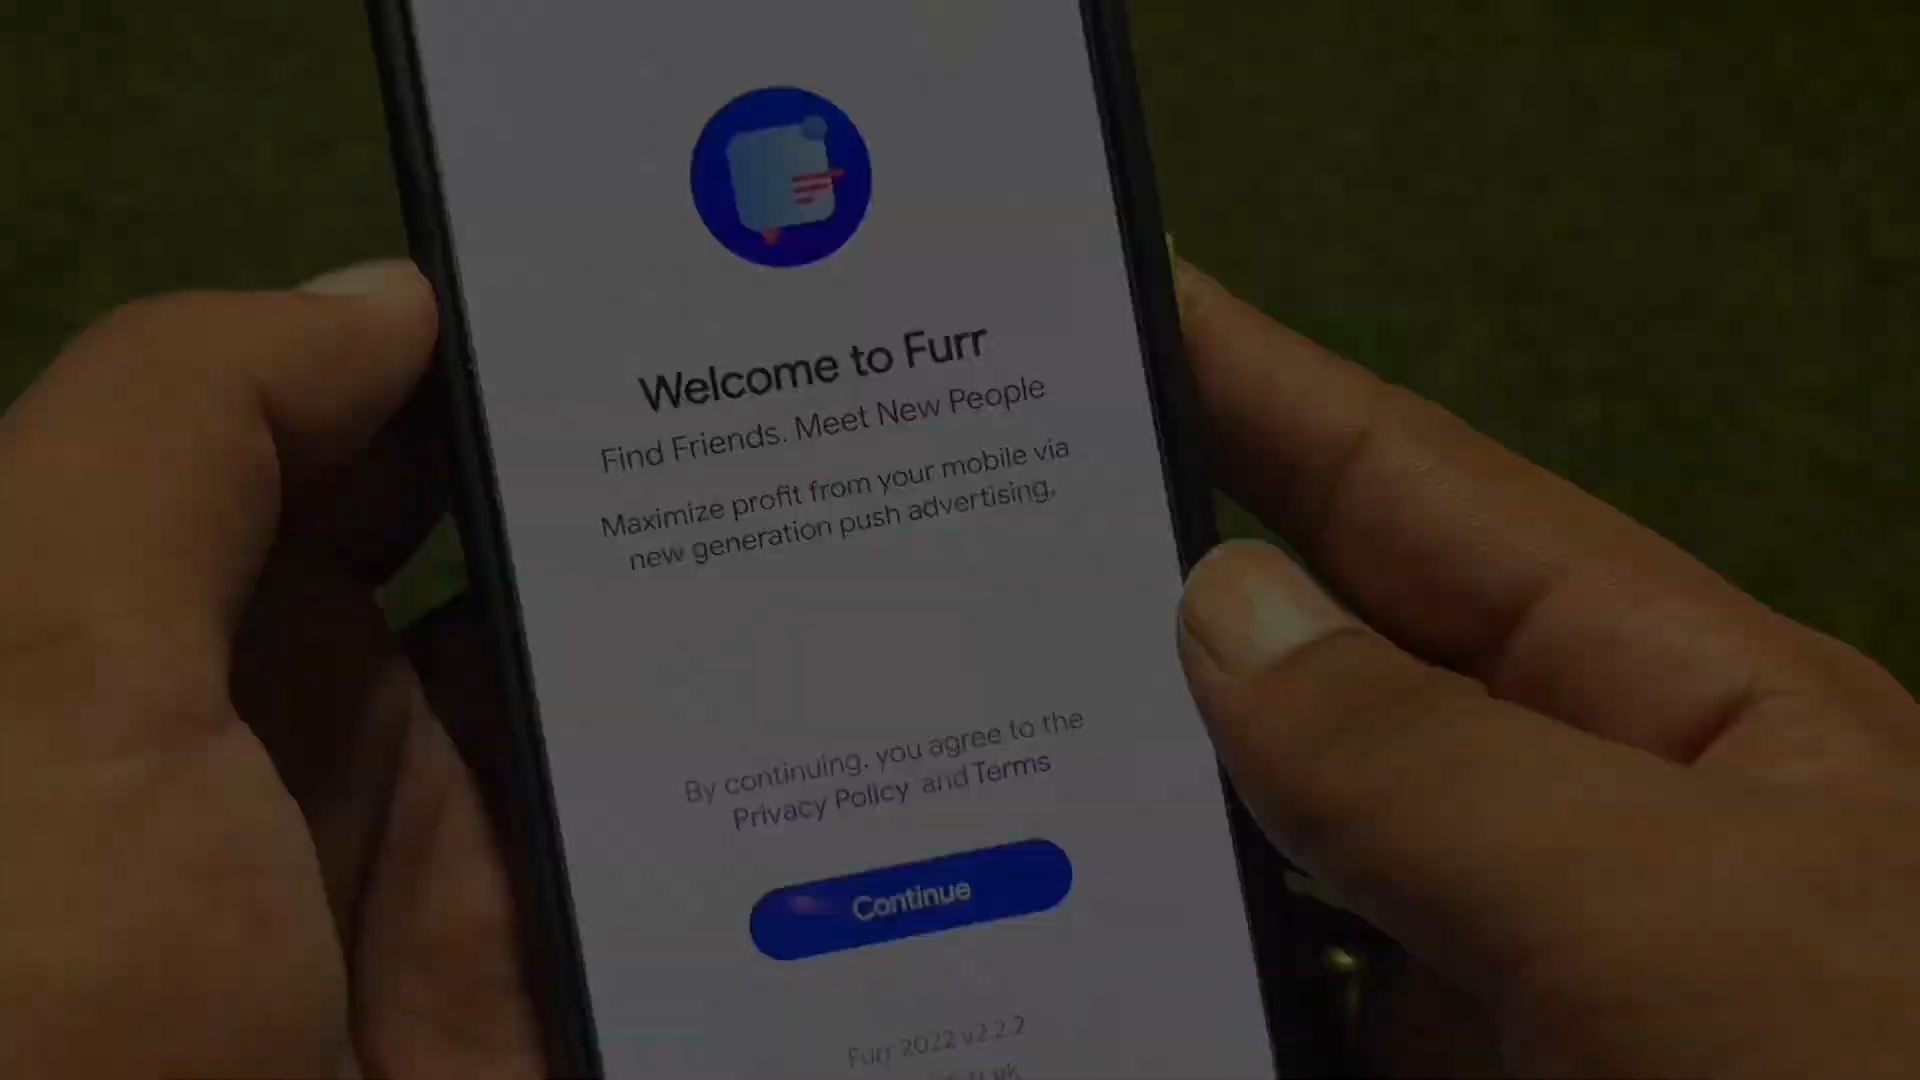 Welcome to Furr
Find Friends. Meet New People
Maximize profit from your mobile via
new generation push advertising.
By continuing, you agree to the
Privacy Policy and Terms
Continue
Furr 2022 v2.2.2